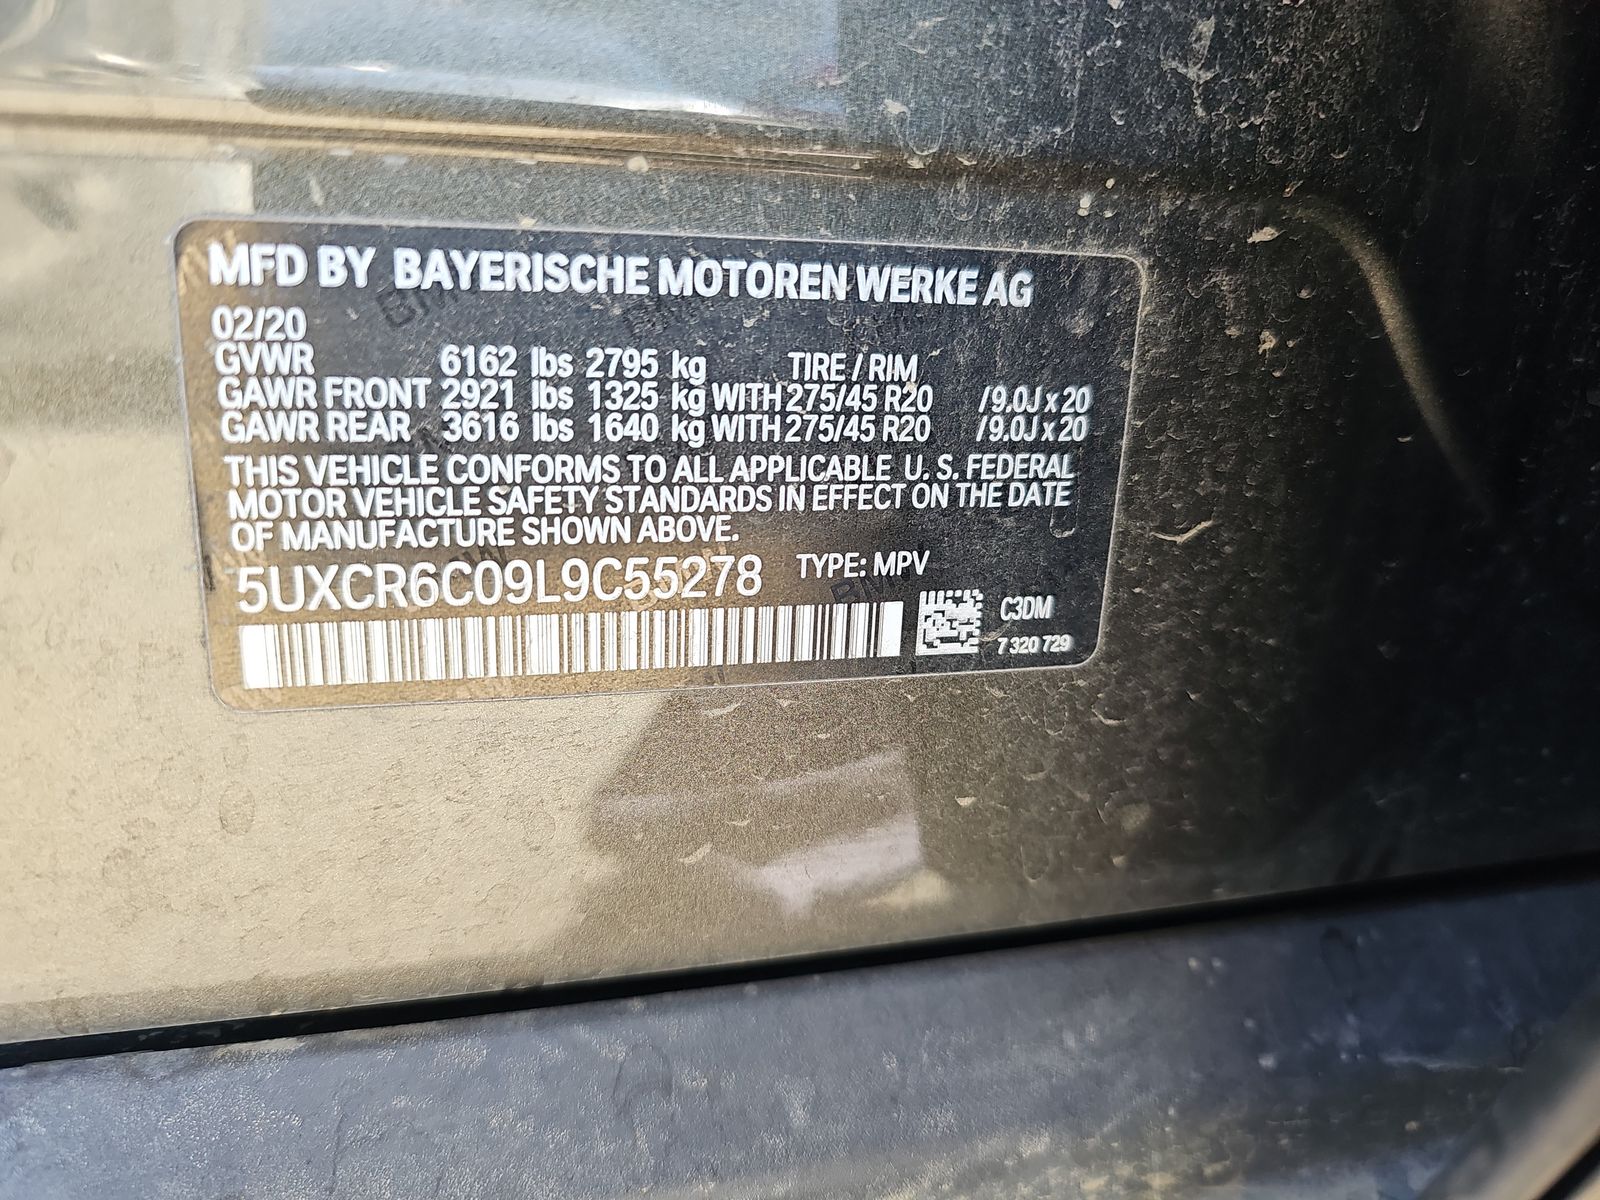 MFD BY BAYERISCHE MOTOREN WERKE AG
02/20
GVWR 6162 lbs 2795 kg TIRE / RIM
GAWR FRONT 2921 lbs 1325 kg WITH 275/45 R20 / 9.0J x 20
GAWR REAR 3616 lbs 1640 kg WITH 275/45 R20 / 9.0J x 20
THIS VEHICLE CONFORMS TO ALL APPLICABLE U. S. FEDERAL
MOTOR VEHICLE SAFETY STANDARDS IN EFFECT ON THE DATE
OF MANUFACTURE SHOWN ABOVE.
5UXCR6C09L9C55278 TYPE: MPV
C3DM
7 320 729